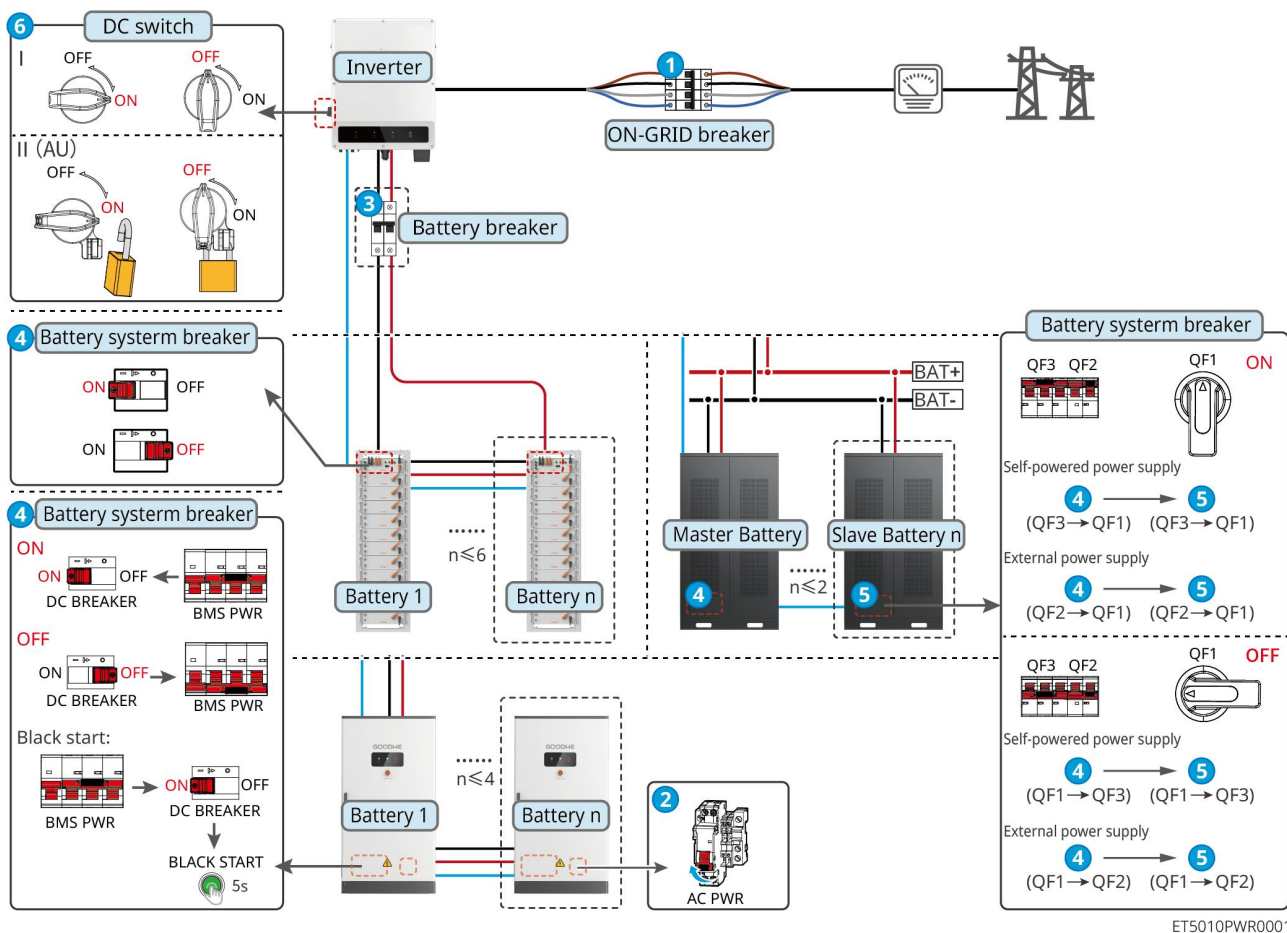 6 DC switch
I
OFF
ON
OFF
ON
II (AU)
OFF
ON
OFF
ON
Inverter
1
ON-GRID breaker
3
Battery breaker
4 Battery systerm breaker
ON OFF
ON OFF
4 Battery systerm breaker
ON
ON OFF
DC BREAKER
BMS PWR
OFF
ON OFF
DC BREAKER
BMS PWR
Black start:
BMS PWR
ON OFF
DC BREAKER
BLACK START
5s
Battery 1
......
n≤6
Battery n
BAT+
BAT-
Master Battery
4
......
n≤2
Slave Battery n
5
GOODWE
Battery 1
......
n≤4
GOODWE
Battery n
2
AC PWR
Battery systerm breaker
QF3 QF2 QF1 ON
Self-powered power supply
4 → 5
(QF3→QF1) (QF3→QF1)
External power supply
4 → 5
(QF2→QF1) (QF2→QF1)
QF3 QF2 QF1 OFF
Self-powered power supply
4 → 5
(QF1→QF3) (QF1→QF3)
External power supply
4 → 5
(QF1→QF2) (QF1→QF2)
ET5010PWR0001